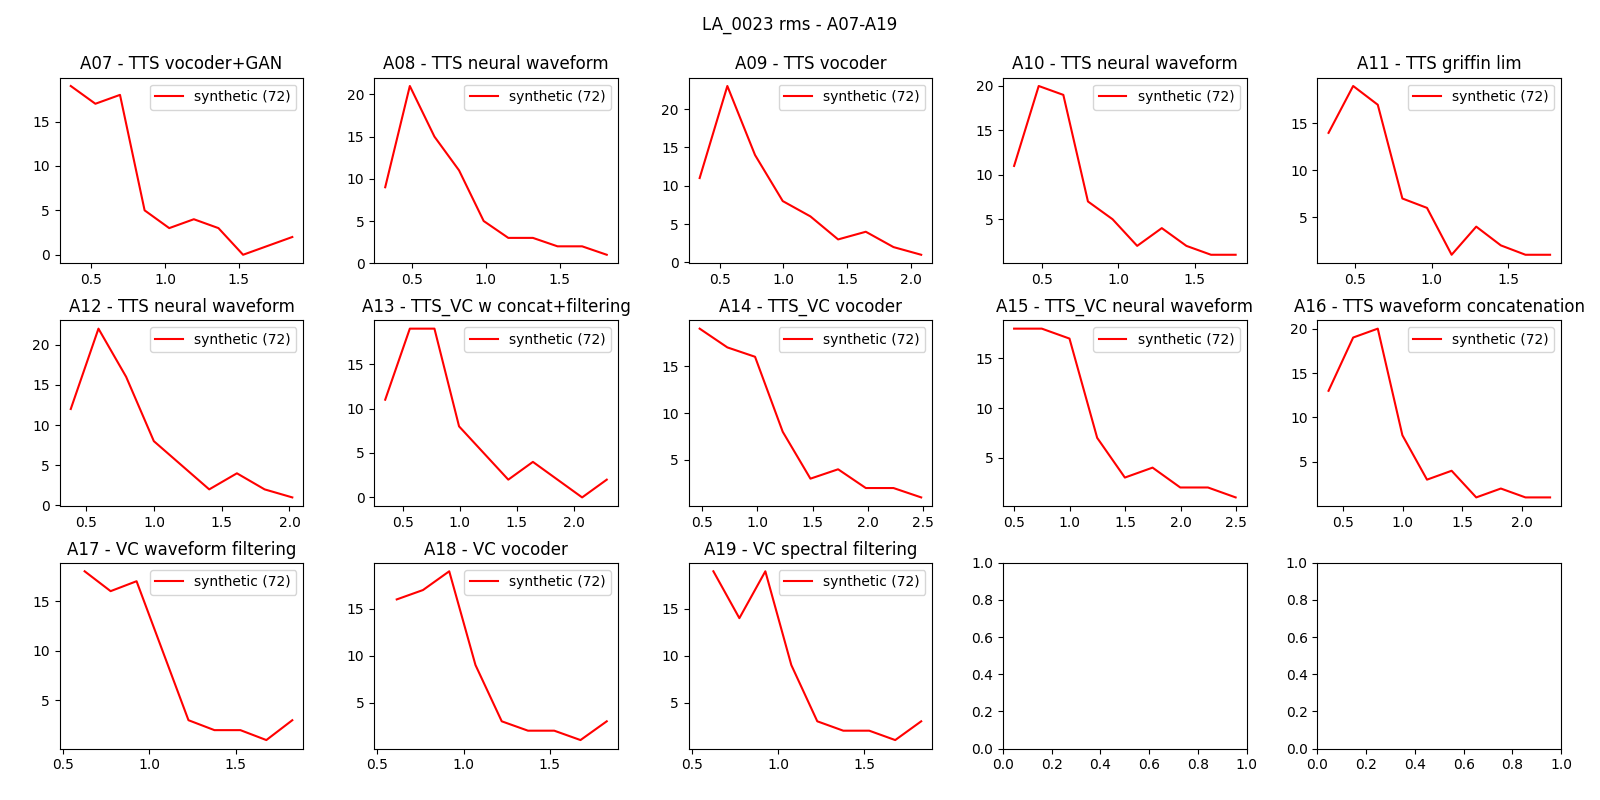 LA_0023 rms - A07-A19
A07 - TTS vocoder+GAN
synthetic (72)
15
10
5
0
0.5 1.0 1.5
A08 - TTS neural waveform
synthetic (72)
20
15
10
5
0
0.5 1.0 1.5
A09 - TTS vocoder
synthetic (72)
20
15
10
5
0
0.5 1.0 1.5 2.0
A10 - TTS neural waveform
synthetic (72)
20
15
10
5
0.5 1.0 1.5
A11 - TTS griffin lim
synthetic (72)
15
10
5
0.5 1.0 1.5
A12 - TTS neural waveform
synthetic (72)
20
15
10
5
0
0.5 1.0 1.5 2.0
A13 - TTS_VC w concat+filtering
synthetic (72)
15
10
5
0
0.5 1.0 1.5 2.0
A14 - TTS_VC vocoder
synthetic (72)
15
10
5
0.5 1.0 1.5 2.0 2.5
A15 - TTS_VC neural waveform
synthetic (72)
15
10
5
0.5 1.0 1.5 2.0 2.5
A16 - TTS waveform concatenation
synthetic (72)
20
15
10
5
0.5 1.0 1.5 2.0
A17 - VC waveform filtering
synthetic (72)
15
10
5
0.5 1.0 1.5
A18 - VC vocoder
synthetic (72)
15
10
5
0.5 1.0 1.5
A19 - VC spectral filtering
synthetic (72)
15
10
5
0.5 1.0 1.5
1.0
0.8
0.6
0.4
0.2
0.0
0.0 0.2 0.4 0.6 0.8 1.0
1.0
0.8
0.6
0.4
0.2
0.0
0.0 0.2 0.4 0.6 0.8 1.0